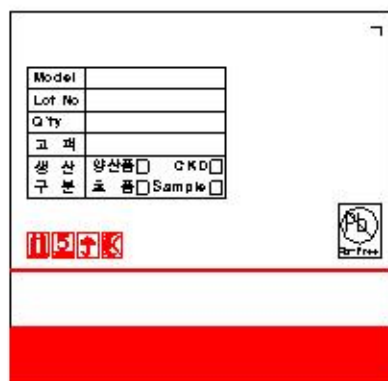 Model
Lot No
Q'ty
고 객
생 산 양산품 CKD
구 분 초 품 Sample
Pb
Pb-Free